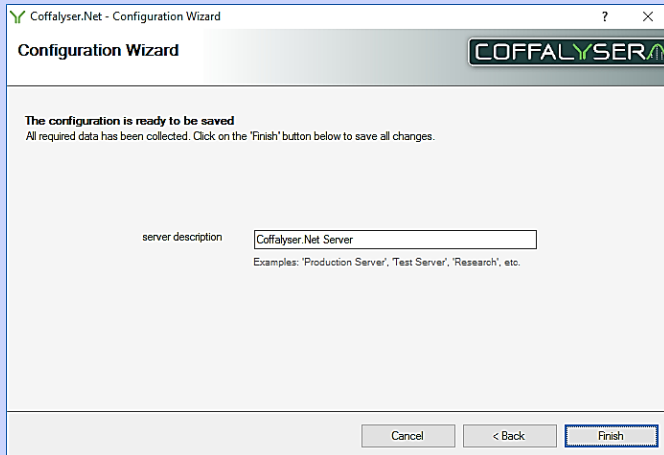 Coffalyser.Net - Configuration Wizard
Configuration Wizard
COFFALYSER
The configuration is ready to be saved
All required data has been collected. Click on the 'Finish' button below to save all changes.
server description
Coffalyser.Net Server
Examples: 'Production Server', 'Test Server', 'Research', etc.
Cancel
< Back
Finish